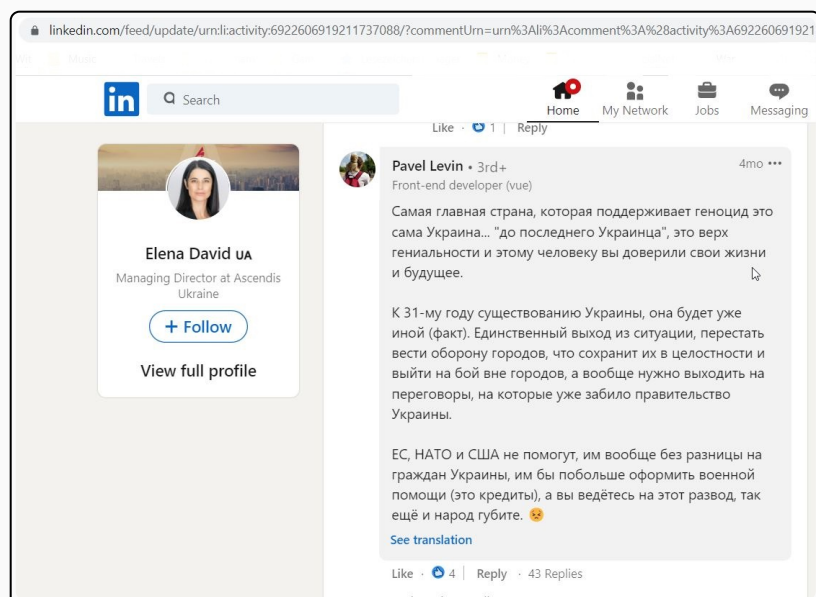 linkedin.com/feed/update/urn:li:activity:6922606919211737088/?commentUrn=urn%3Ali%3Acomment%3A%28activity%3A692260691921
in
Search
Home
My Network
Jobs
Messaging
Like · 1 | Reply
Elena David UA
Managing Director at Ascendis
Ukraine
+ Follow
View full profile
Pavel Levin • 3rd+
4mo •••
Front-end developer (vue)
Самая главная страна, которая поддерживает геноцид это
сама Украина... "до последнего Украинца", это верх
гениальности и этому человеку вы доверили свои жизни
и будущее.
К 31-му году существованию Украины, она будет уже
иной (факт). Единственный выход из ситуации, перестать
вести оборону городов, что сохранит их в целостности и
выйти на бой вне городов, а вообще нужно выходить на
переговоры, на которые уже забило правительство
Украины.
ЕС, НАТО и США не помогут, им вообще без разницы на
граждан Украины, им бы побольше оформить военной
помощи (это кредиты), а вы ведётесь на этот развод, так
ещё и народ губите. 😣
See translation
Like · 4 | Reply · 43 Replies